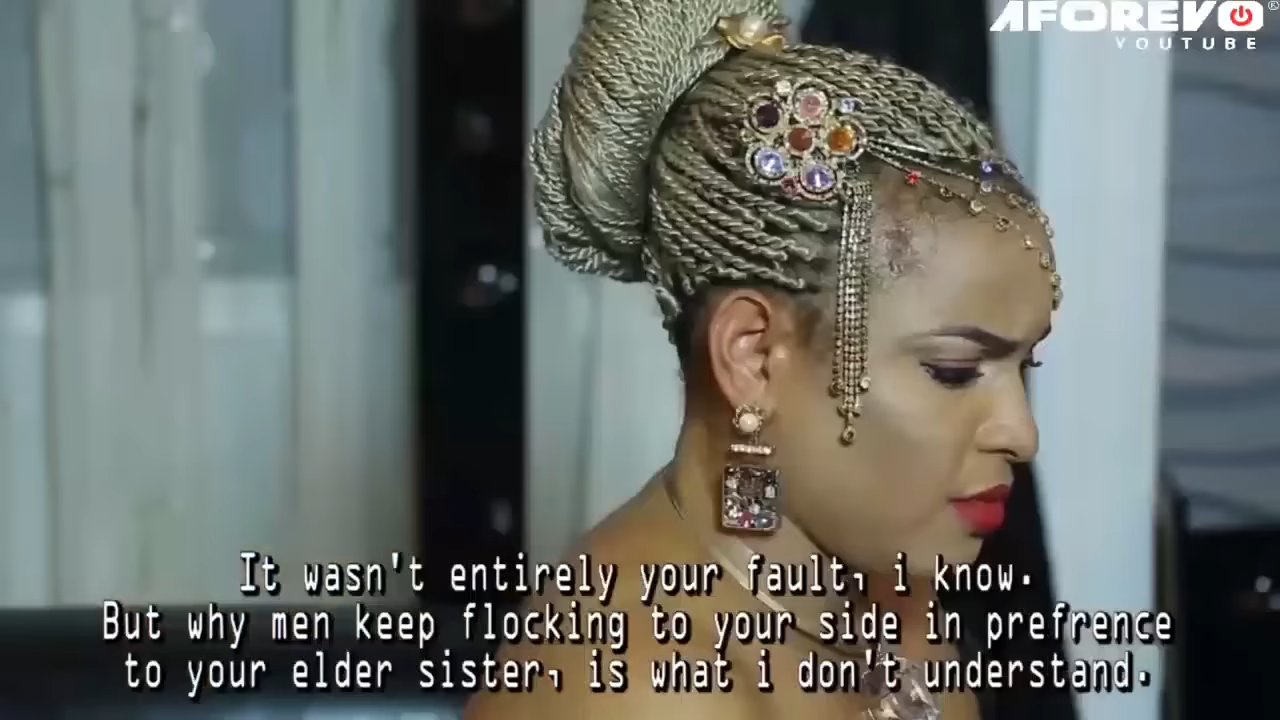 AFOREVO®
YOUTUBE
It wasn't entirely your fault, i know.
But why men keep flocking to your side in prefrence
to your elder sister, is what i don't understand.